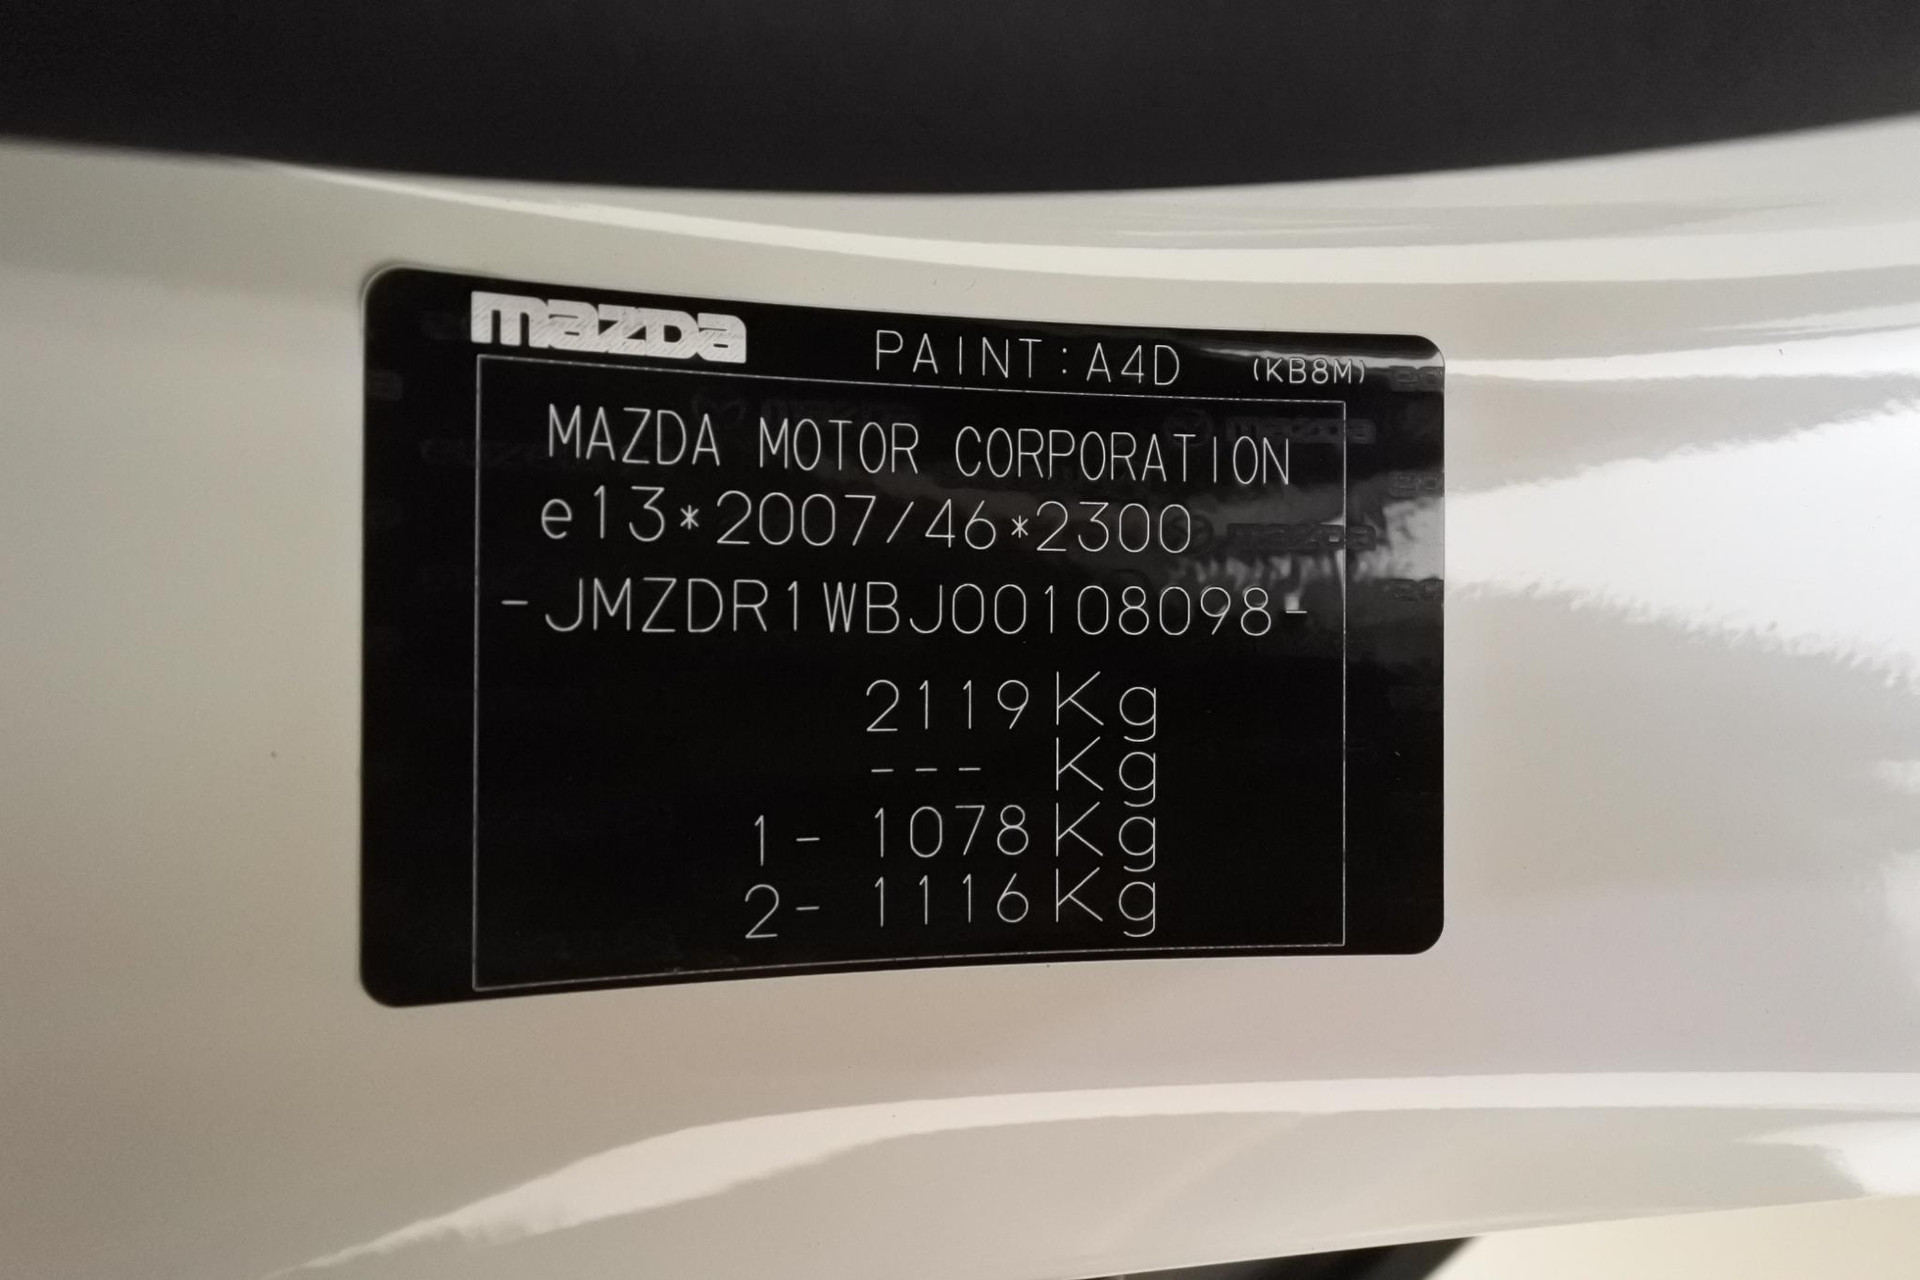 mazda PAINT:A4D (KB8M)
MAZDA MOTOR CORPORATION
e13*2007/46*2300
-JMZDR1WBJ00108098-
2119Kg
--- Kg
1- 1078Kg
2- 1116Kg